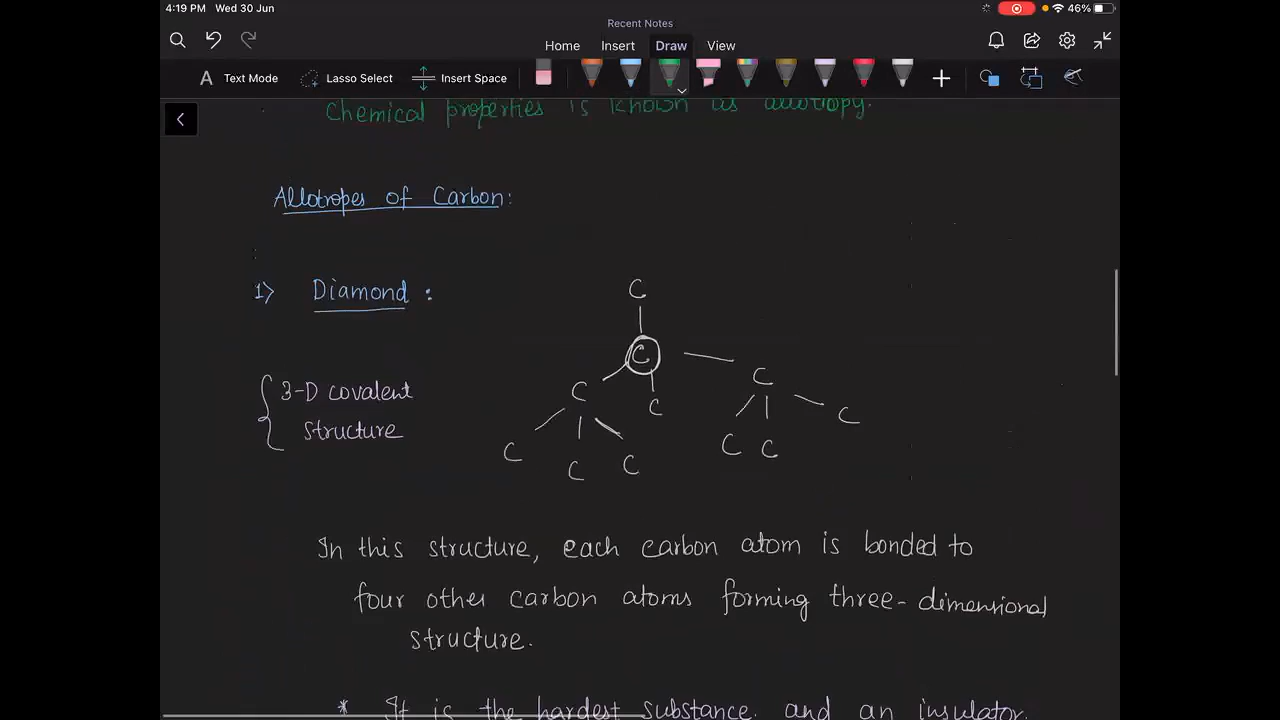 4:19 PM Wed 30 Jun
46%
Recent Notes
Home Insert Draw View
A Text Mode Lasso Select Insert Space
Chemical properties is known as allotropy.
Allotropes of Carbon:
1> Diamond :
C
C
C C
3-D covalent
structure
C C
C C C C C
In this structure, each carbon atom is bonded to
four other carbon atoms forming three-dimensional
structure.
* It is the hardest substance and an insulator.